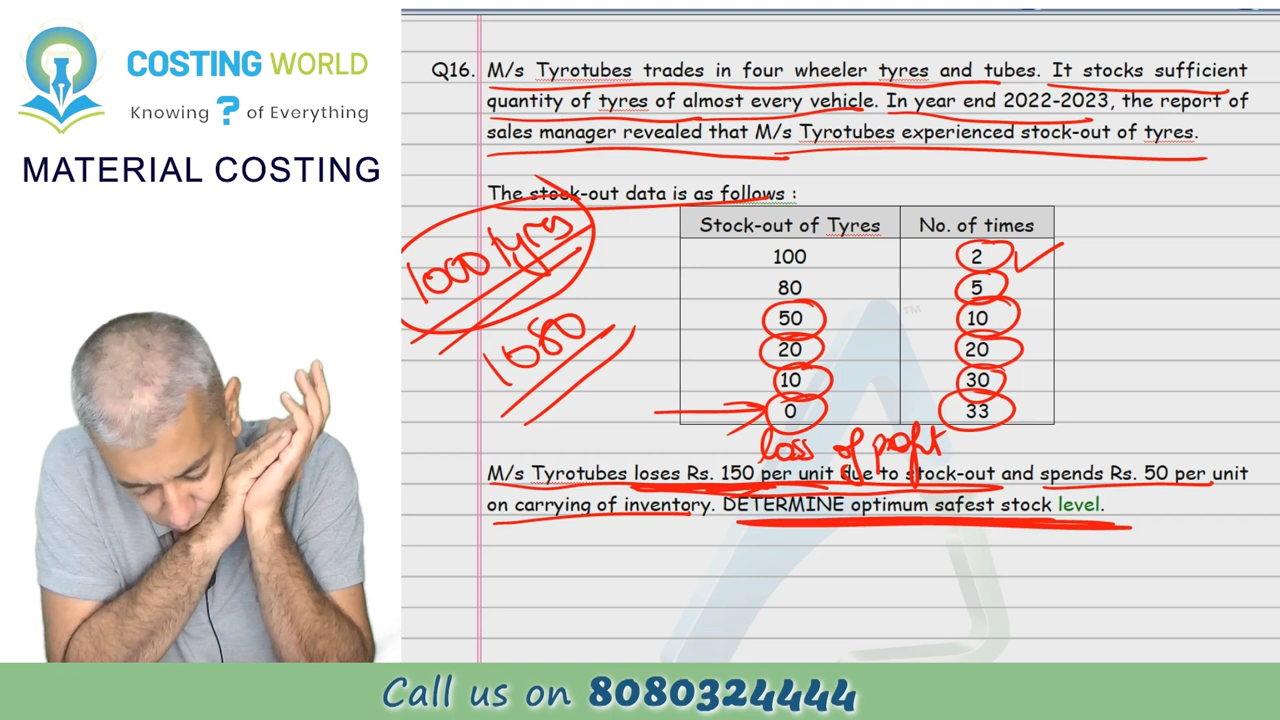 COSTING WORLD
Knowing ? of Everything
MATERIAL COSTING
Q16. M/s Tyrotubes trades in four wheeler tyres and tubes. It stocks sufficient
quantity of tyres of almost every vehicle. In year end 2022-2023, the report of
sales manager revealed that M/s Tyrotubes experienced stock-out of tyres.
The stock-out data is as follows :
Stock-out of Tyres No. of times
100 2
80 5
50 10
20 20
10 30
0 33
1000 tyres
1080
loss of profit
M/s Tyrotubes loses Rs. 150 per unit due to stock-out and spends Rs. 50 per unit
on carrying of inventory. DETERMINE optimum safest stock level.
TM
Call us on 8080324444